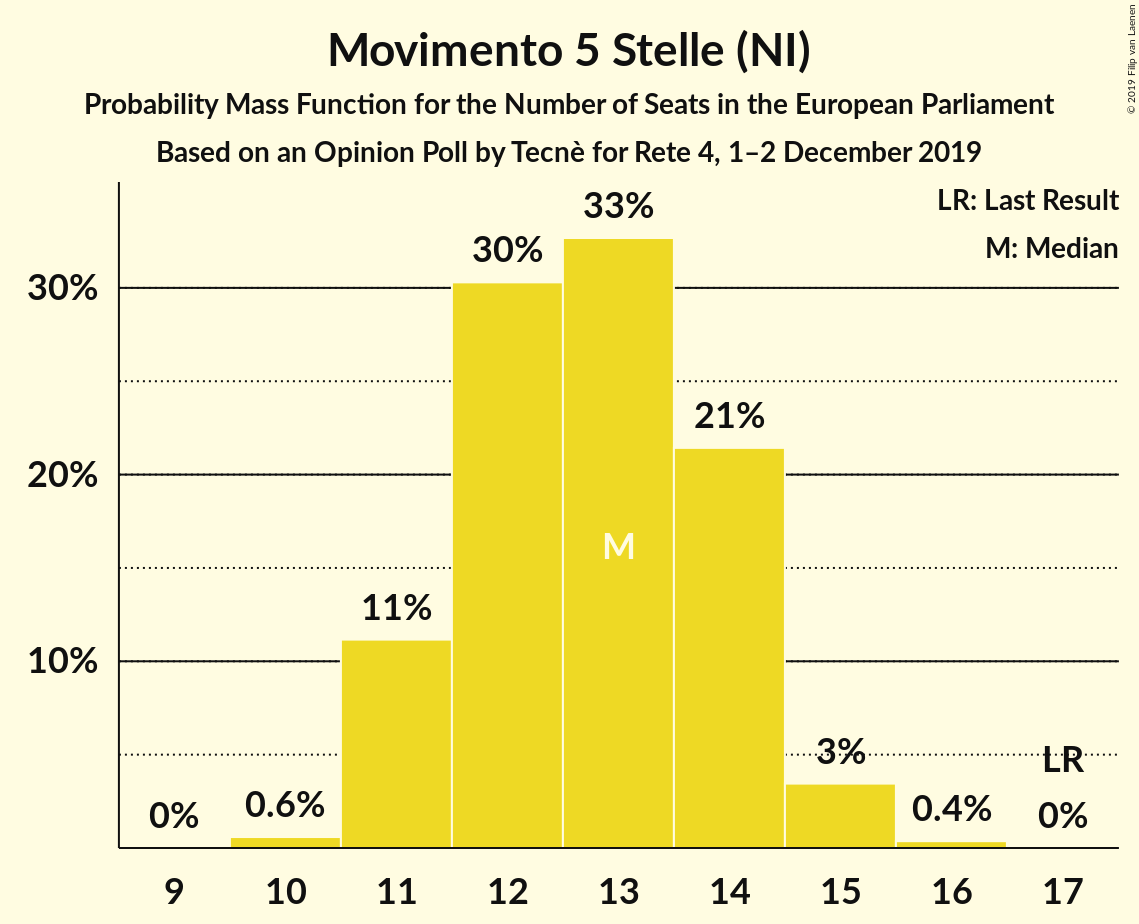 Movimento 5 Stelle (NI)
Probability Mass Function for the Number of Seats in the European Parliament
Based on an Opinion Poll by Tecnè for Rete 4, 1–2 December 2019
© 2019 Filip van Laenen
LR: Last Result
M: Median
33%
30%
30%
21%
20%
M
11%
10%
3%
LR
0%
0.6%
0.4%
0%
9 10 11 12 13 14 15 16 17